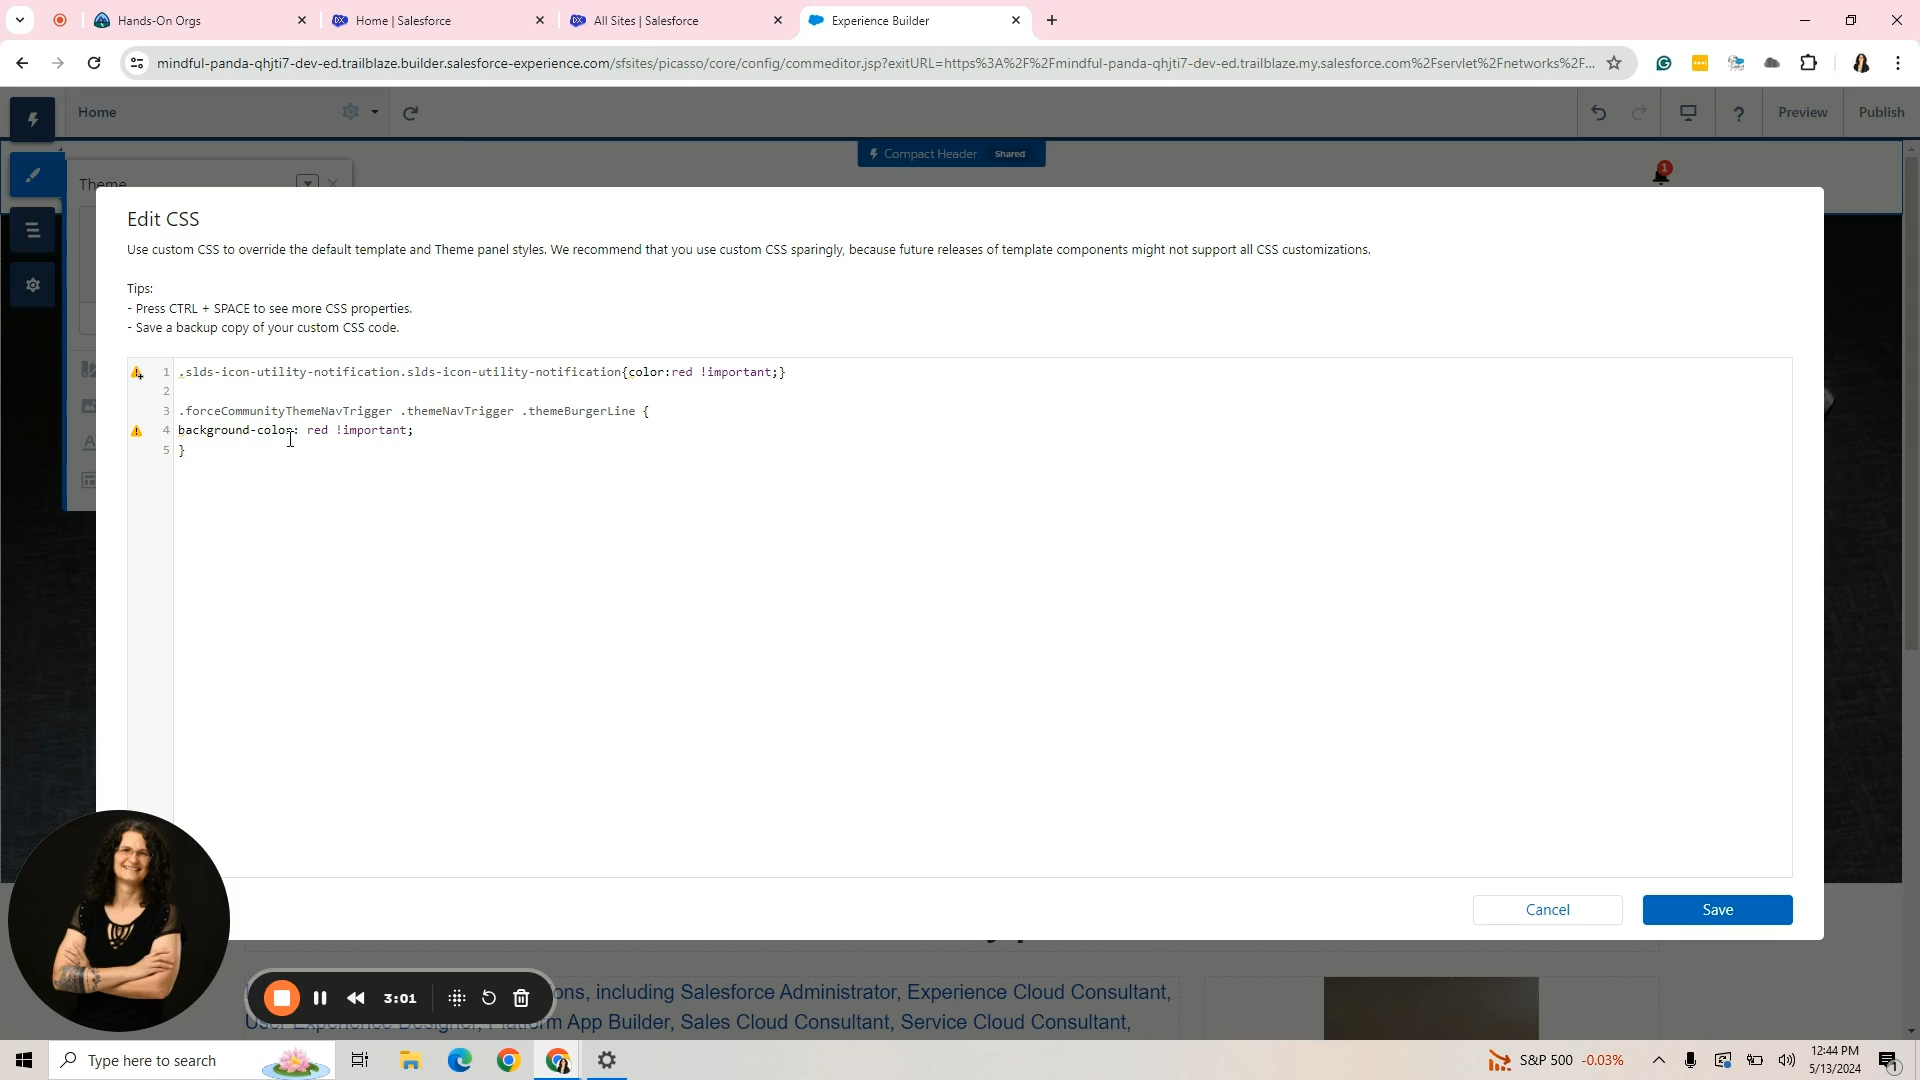 Hands-On Orgs
Home | Salesforce
All Sites | Salesforce
Experience Builder
mindful-panda-qhjti7-dev-ed.trailblaze.builder.salesforce-experience.com/sfsites/picasso/core/config/commeditor.jsp?exitURL=https%3A%2F%2Fmindful-panda-qhjti7-dev-ed.trailblaze.my.salesforce.com%2Fservlet%2Fnetworks%2F...
Home
Preview
Publish
Compact Header Shared
1
Theme
Edit CSS
Use custom CSS to override the default template and Theme panel styles. We recommend that you use custom CSS sparingly, because future releases of template components might not support all CSS customizations.
Tips:
- Press CTRL + SPACE to see more CSS properties.
- Save a backup copy of your custom CSS code.
1 .slds-icon-utility-notification.slds-icon-utility-notification{color:red !important;}
2
3 .forceCommunityThemeNavTrigger .themeNavTrigger .themeBurgerLine {
4 background-color: red !important;
5 }
Cancel
Save
3:01
ons, including Salesforce Administrator, Experience Cloud Consultant,
User Experience Designer, Platform App Builder, Sales Cloud Consultant, Service Cloud Consultant,
Type here to search
S&P 500 -0.03%
12:44 PM
5/13/2024
1